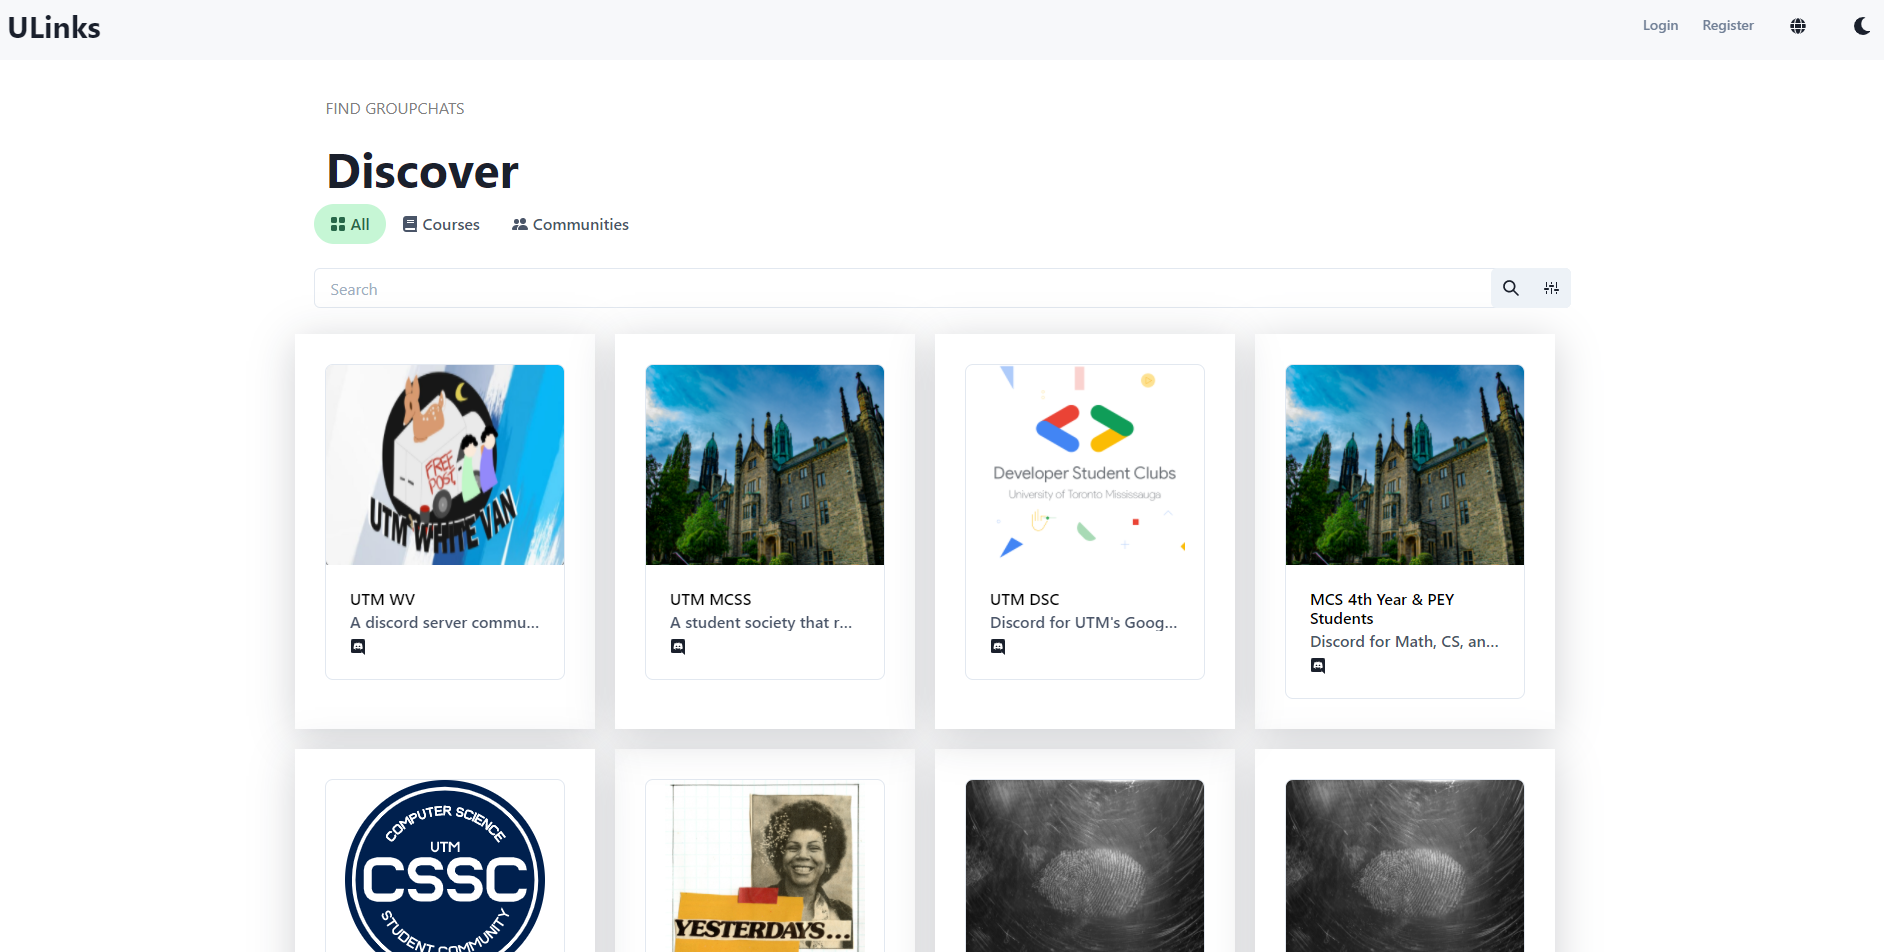 ULinks
Login
Register
FIND GROUPCHATS
Discover
All
Courses
Communities
Search
FREE
POST
UTM WHITE VAN
UTM WV
A discord server commu...
UTM MCSS
A student society that r...
Developer Student Clubs
University of Toronto Mississauga
UTM DSC
Discord for UTM's Goog...
MCS 4th Year & PEY
Students
Discord for Math, CS, an...
COMPUTER SCIENCE
UTM
CSSC
STUDENT COMMUNITY
YESTERDAYS...